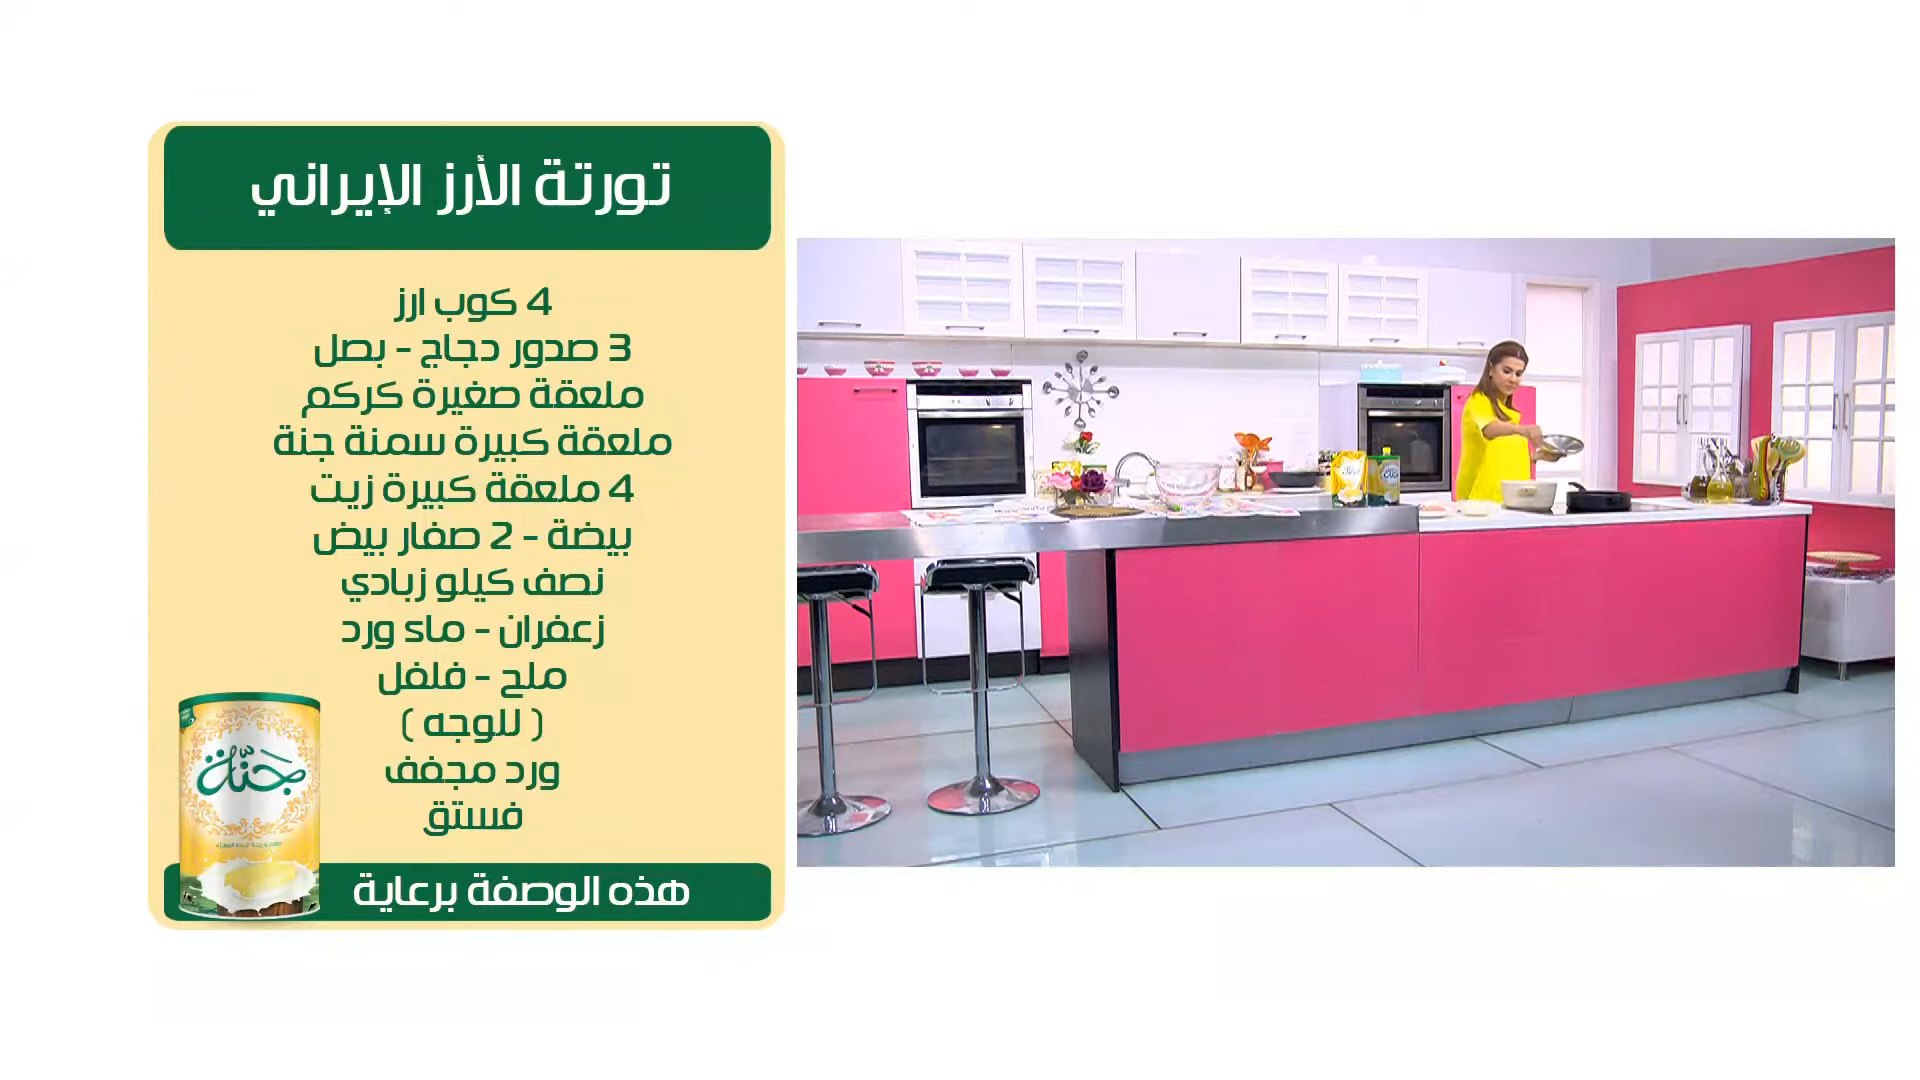 تورتة الأرز الإيراني
4 كوب ارز
3 صدور دجاج - بصل
ملعقة صغيرة كركم
ملعقة كبيرة سمنة جنة
4 ملعقة كبيرة زيت
بيضة - 2 صفار بيض
نصف كيلو زبادي
زعفران - ماء ورد
ملح - فلفل
( للوجه )
ورد مجفف
فستق
جنّة
هذه الوصفة برعاية